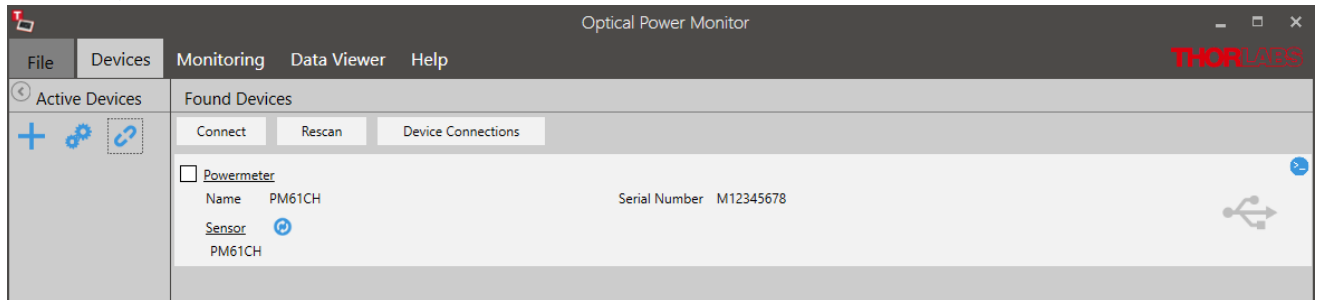 Optical Power Monitor
File Devices Monitoring Data Viewer Help THORLABS
Active Devices Found Devices
Connect Rescan Device Connections
Powermeter
Name PM61CH Serial Number M12345678
Sensor
PM61CH